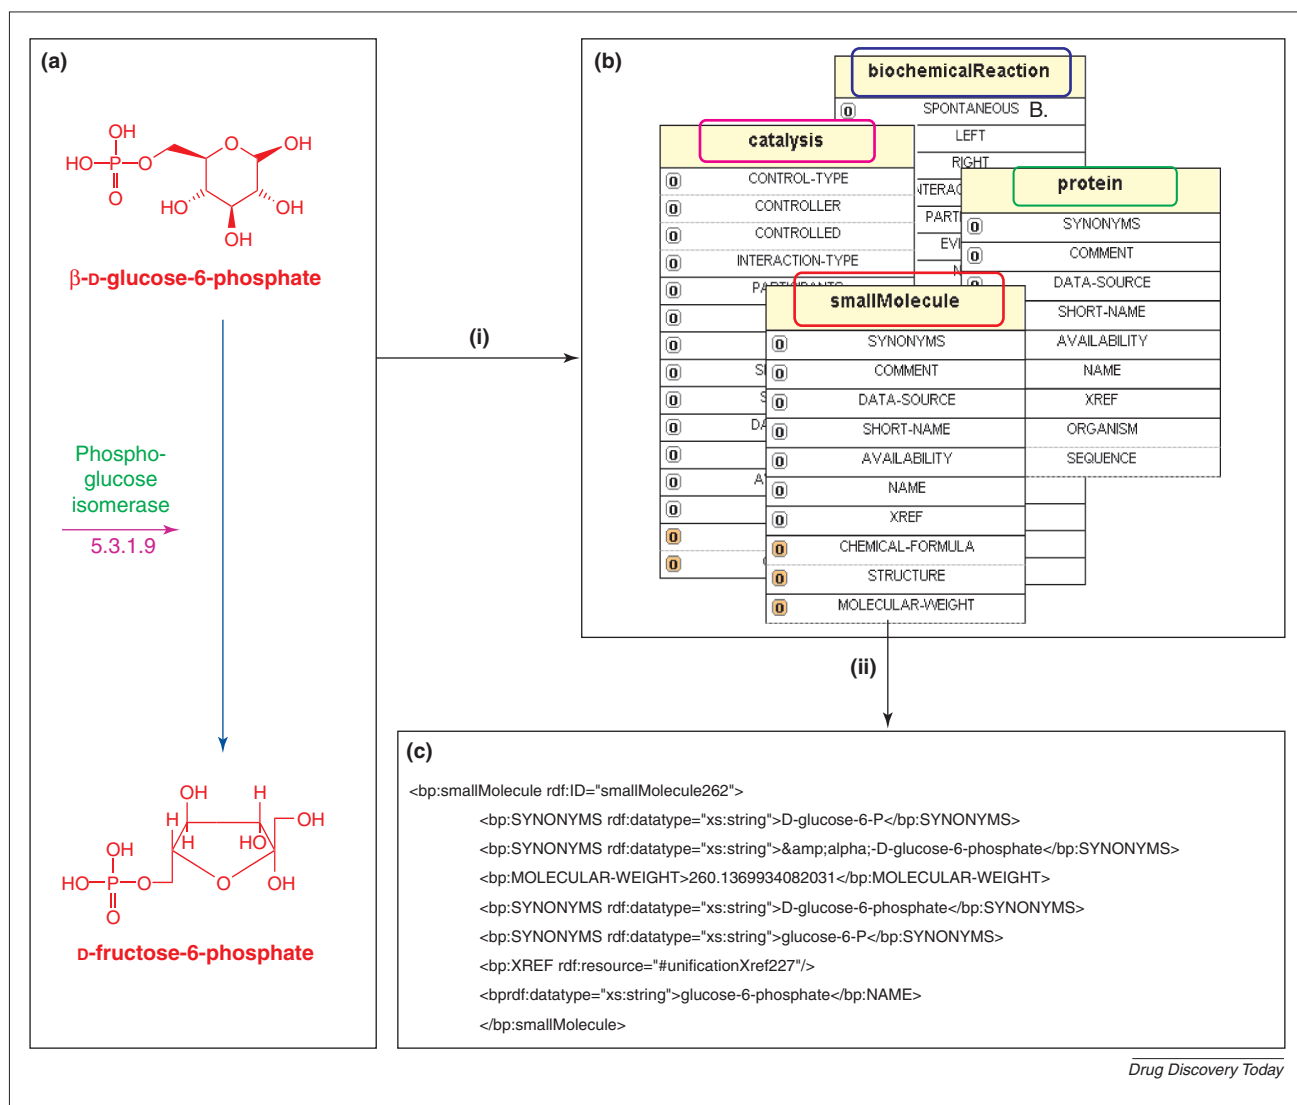 (a)
OH
HO
P
O
O
O
OH
HO
HO
OH
OH
β-D-glucose-6-phosphate
Phospho-
glucose
isomerase
5.3.1.9
OH
H
H
H
HO
OH
OH
HO
P
O
O
O
OH
D-fructose-6-phosphate
(i)
(b)
biochemicalReaction
SPONTANEOUS B.
LEFT
RIGHT
catalysis
CONTROL-TYPE
CONTROLLER
CONTROLLED
INTERACTION-TYPE
protein
SYNONYMS
COMMENT
DATA-SOURCE
SHORT-NAME
AVAILABILITY
NAME
XREF
ORGANISM
SEQUENCE
smallMolecule
SYNONYMS
COMMENT
DATA-SOURCE
SHORT-NAME
AVAILABILITY
NAME
XREF
CHEMICAL-FORMULA
STRUCTURE
MOLECULAR-WEIGHT
(ii)
(c)
<bp:smallMolecule rdf:ID="smallMolecule262">
<bp:SYNONYMS rdf:datatype="xs:string">D-glucose-6-P</bp:SYNONYMS>
<bp:SYNONYMS rdf:datatype="xs:string">&amp;alpha;-D-glucose-6-phosphate</bp:SYNONYMS>
<bp:MOLECULAR-WEIGHT>260.1369934082031</bp:MOLECULAR-WEIGHT>
<bp:SYNONYMS rdf:datatype="xs:string">D-glucose-6-phosphate</bp:SYNONYMS>
<bp:SYNONYMS rdf:datatype="xs:string">glucose-6-P</bp:SYNONYMS>
<bp:XREF rdf:resource="#unificationXref227"/>
<bprdf:datatype="xs:string">glucose-6-phosphate</bp:NAME>
</bp:smallMolecule>
Drug Discovery Today